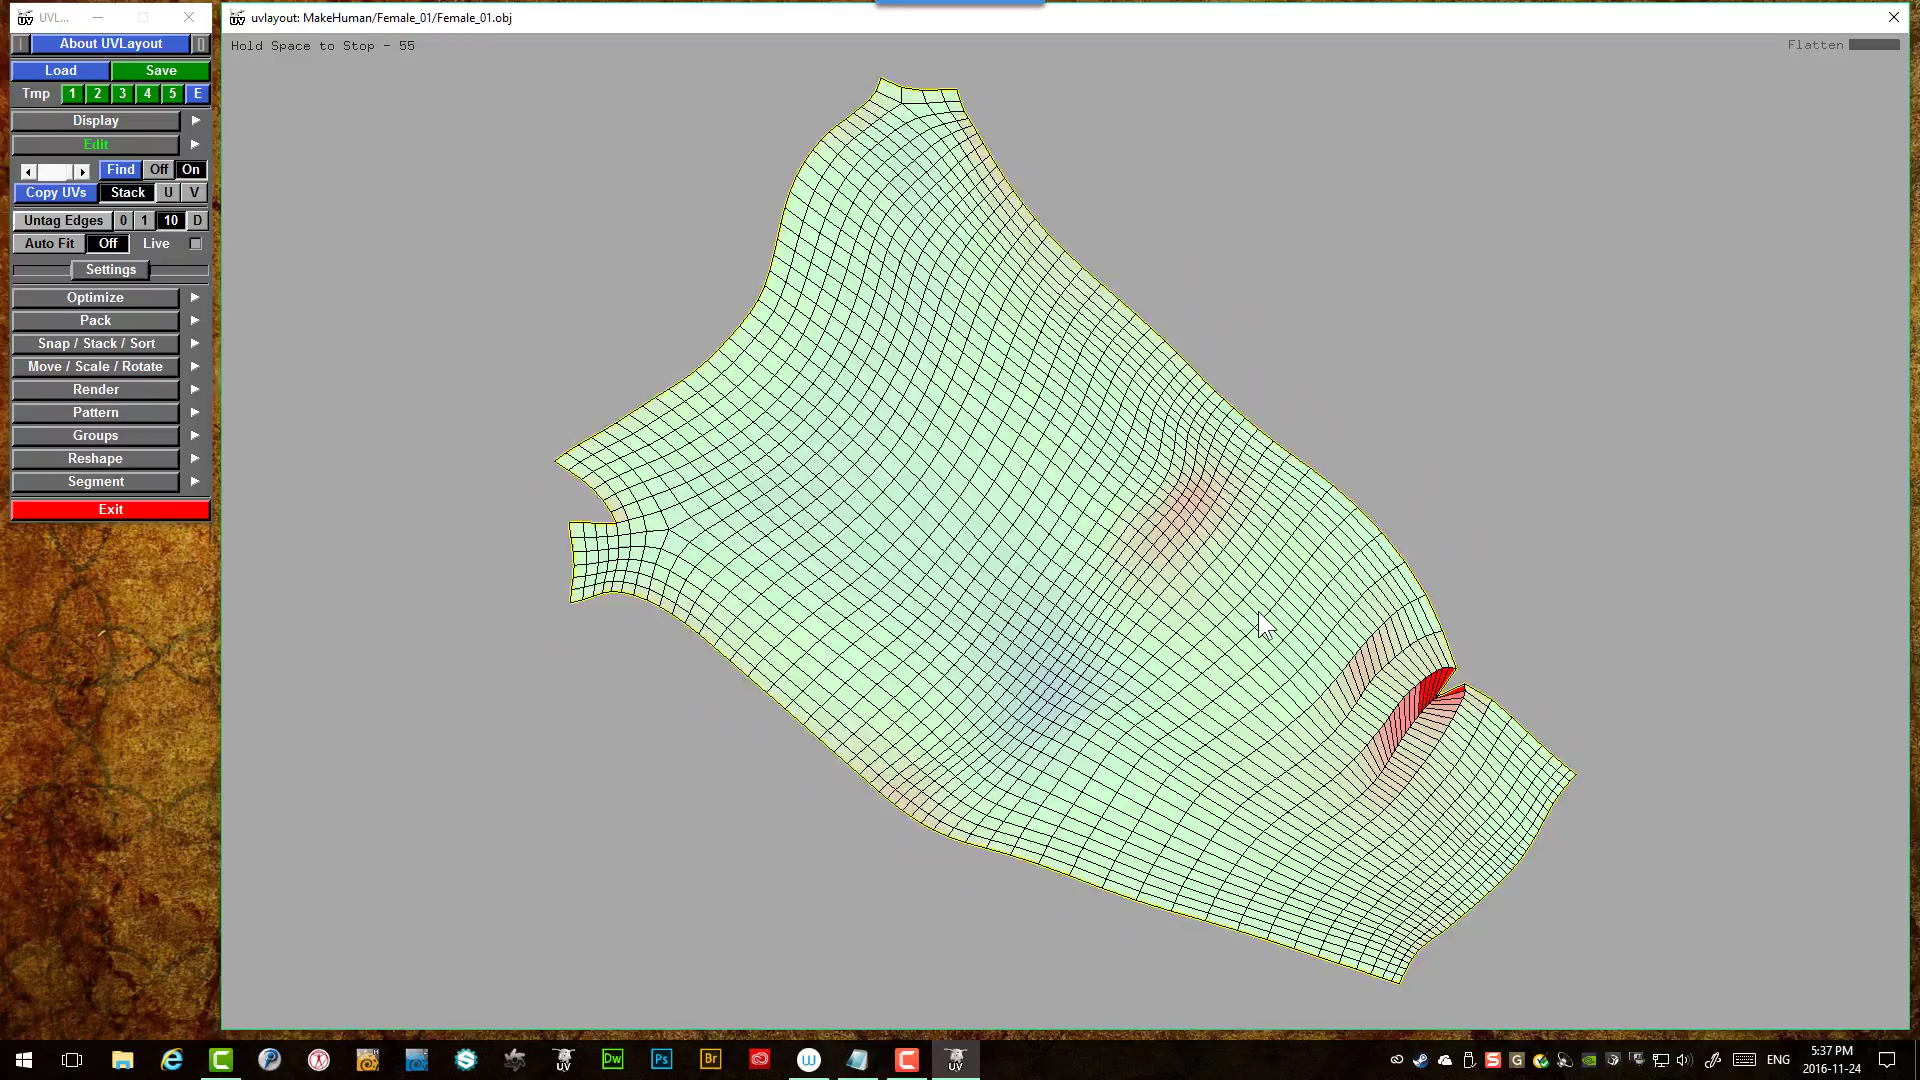 UVL...
uvlayout: MakeHuman/Female_01/Female_01.obj
About UVLayout
Hold Space to Stop - 55
Flatten
Load Save
Tmp 1 2 3 4 5 E
Display
Edit
Find Off On
Copy UVs Stack U V
Untag Edges 0 1 10 D
Auto Fit Off Live
Settings
Optimize
Pack
Snap / Stack / Sort
Move / Scale / Rotate
Render
Pattern
Groups
Reshape
Segment
Exit
UV
Dw
Ps
Br
UV
ENG
5:37 PM
2016-11-24